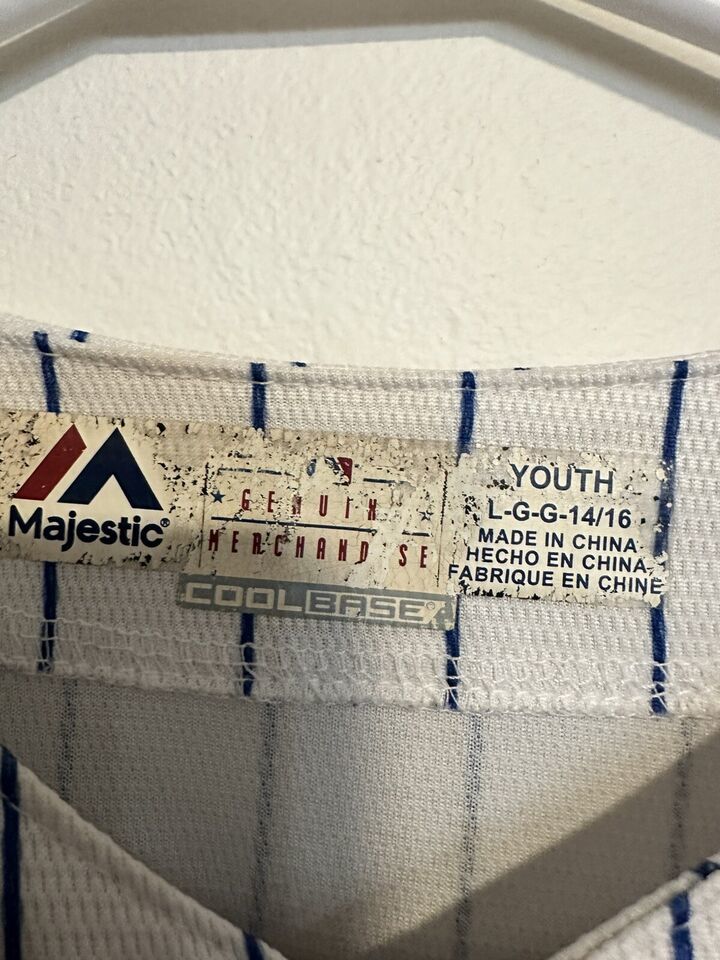 Majestic®
GENUIN
MERCHAND SE
COOLBASE
YOUTH
L-G-G-14/16
MADE IN CHINA
HECHO EN CHINA
FABRIQUE EN CHINE